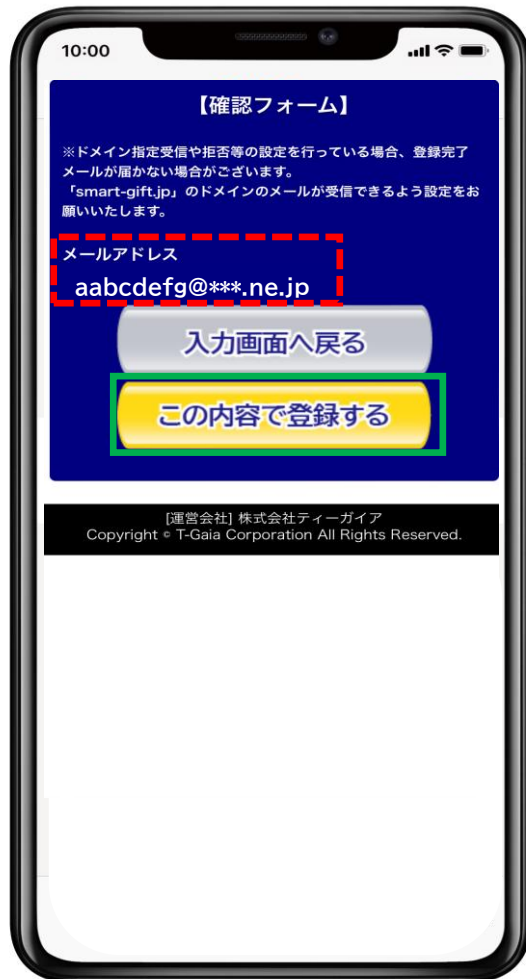 10:00
【確認フォーム】
※ドメイン指定受信や拒否等の設定を行っている場合、登録完了
メールが届かない場合がございます。
「smart-gift.jp」のドメインのメールが受信できるよう設定をお
願いいたします。
メールアドレス
aabcdefg@***.ne.jp
入力画面へ戻る
この内容で登録する
[運営会社] 株式会社ティーガイア
Copyright © T-Gaia Corporation All Rights Reserved.